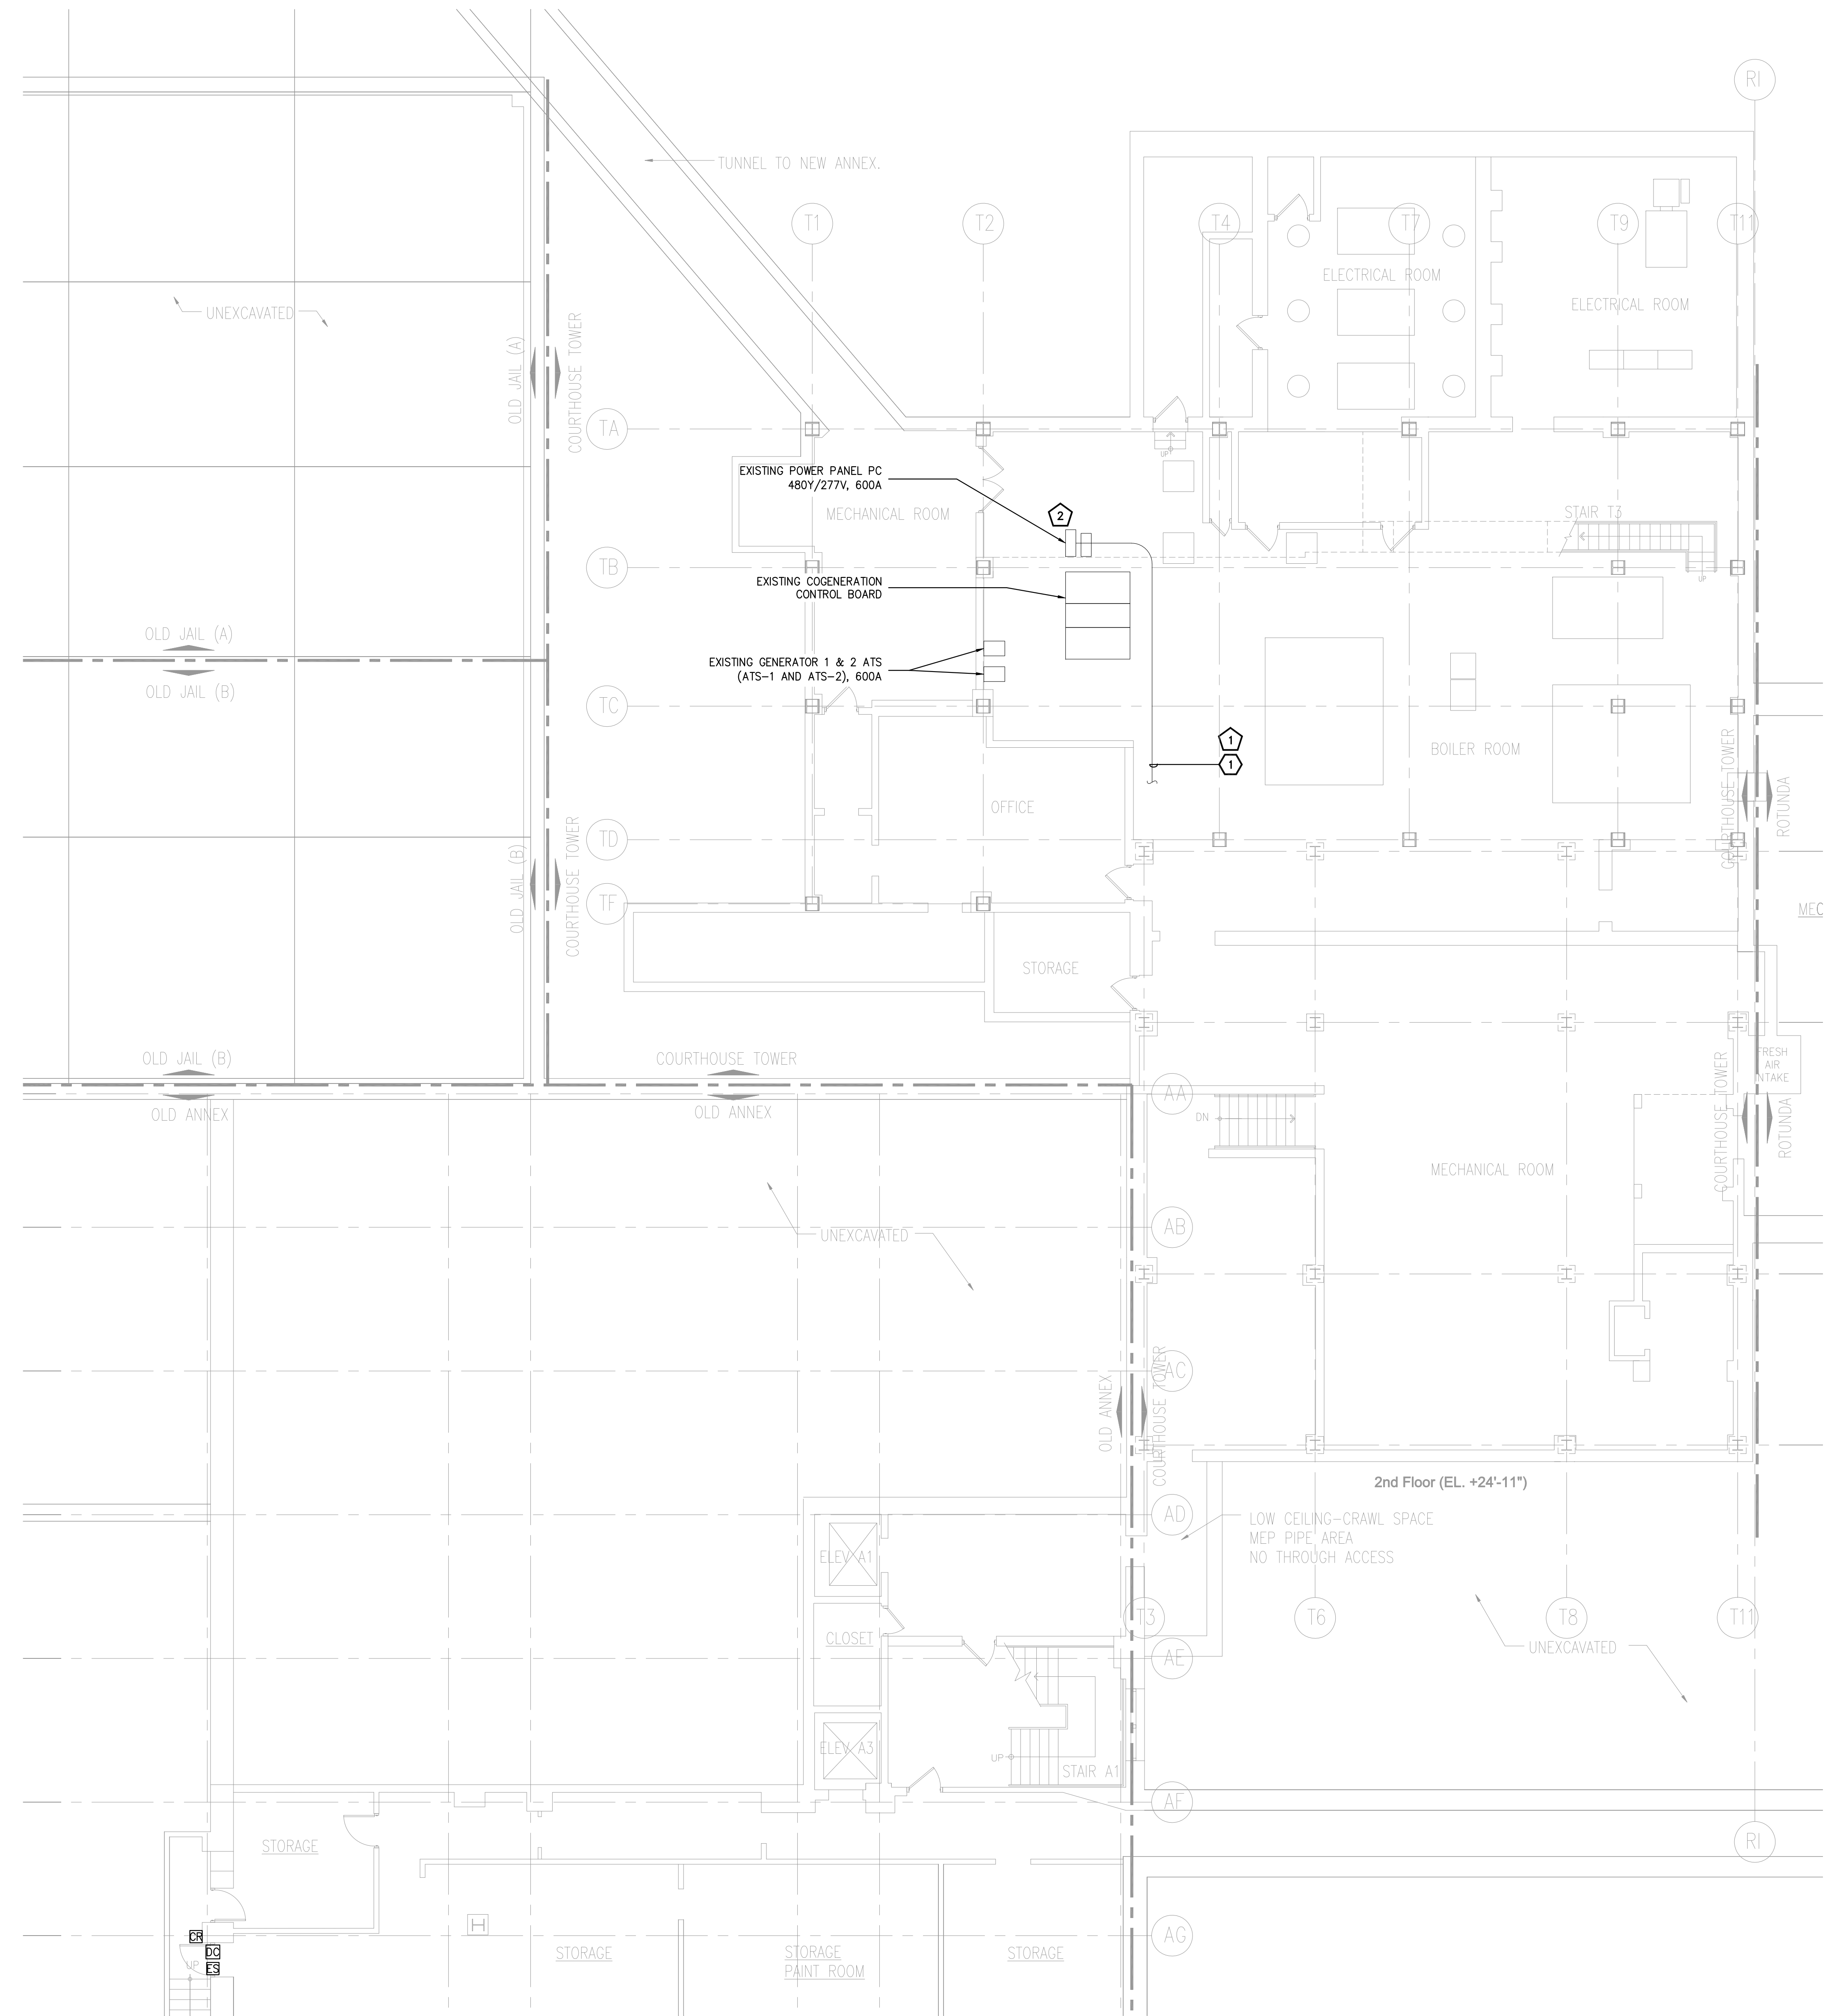 RI
TUNNEL TO NEW ANNEX.
T1
T2
T4
T7
T9
T11
ELECTRICAL ROOM
ELECTRICAL ROOM
UNEXCAVATED
OLD JAIL (A)
COURTHOUSE TOWER
TA
EXISTING POWER PANEL PC
480Y/277V, 600A
MECHANICAL ROOM
UP
2
STAIR T3
UP
TB
EXISTING COGENERATION
CONTROL BOARD
OLD JAIL (A)
OLD JAIL (B)
EXISTING GENERATOR 1 & 2 ATS
(ATS-1 AND ATS-2), 600A
TC
1
1
BOILER ROOM
COURTHOUSE TOWER
ROTUNDA
OFFICE
TD
OLD JAIL (B)
COURTHOUSE TOWER
TF
MEC
STORAGE
OLD JAIL (B)
COURTHOUSE TOWER
OLD ANNEX
OLD ANNEX
FRESH
AIR
INTAKE
AA
DN
COURTHOUSE TOWER
ROTUNDA
MECHANICAL ROOM
AB
UNEXCAVATED
AC
OLD ANNEX
COURTHOUSE TOWER
2nd Floor (EL. +24'-11")
AD
LOW CEILING-CRAWL SPACE
MEP PIPE AREA
NO THROUGH ACCESS
ELEV A1
T3
T6
T8
T11
CLOSET
AE
UNEXCAVATED
ELEV A3
UP
STAIR A1
AF
RI
STORAGE
CR
DC
ES
UP
STORAGE
STORAGE
PAINT ROOM
STORAGE
AG